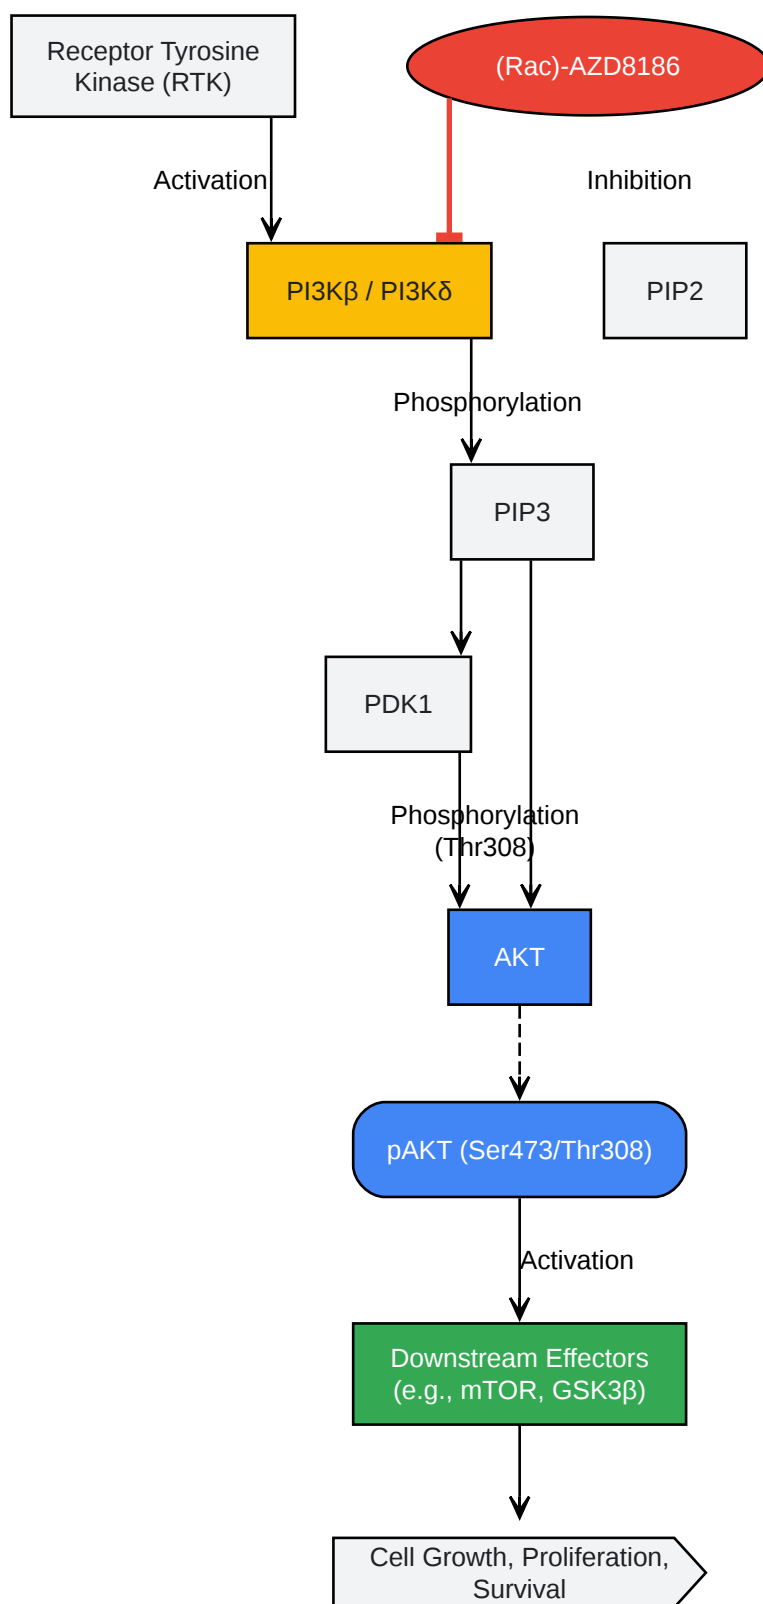 Receptor Tyrosine
Kinase (RTK)
(Rac)-AZD8186
Activation
Inhibition
PI3Kβ / PI3Kδ
PIP2
Phosphorylation
PIP3
PDK1
Phosphorylation
(Thr308)
AKT
pAKT (Ser473/Thr308)
Activation
Downstream Effectors
(e.g., mTOR, GSK3β)
Cell Growth, Proliferation,
Survival